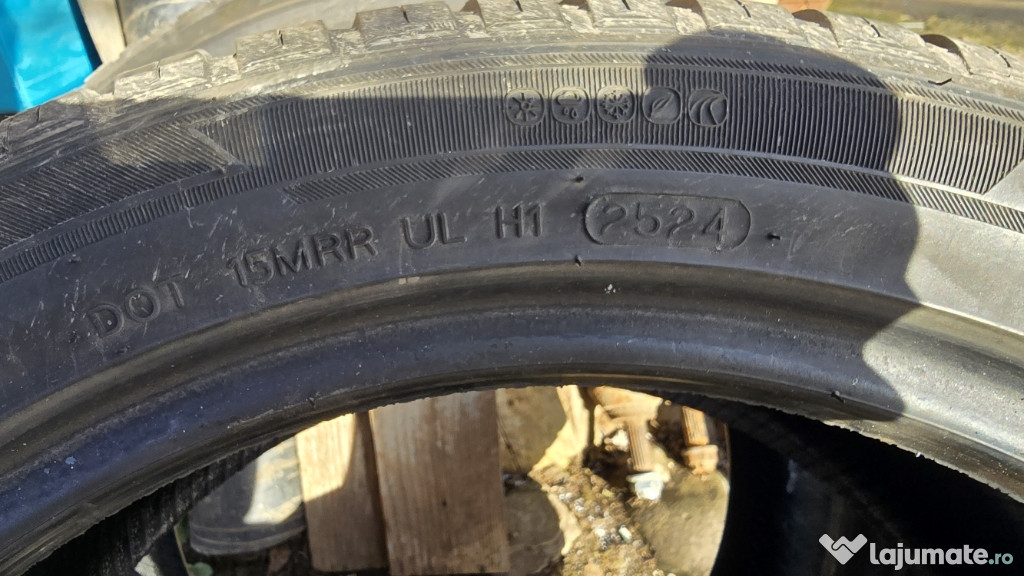 DOT 15MRR UL H1 2524
lajumate.ro